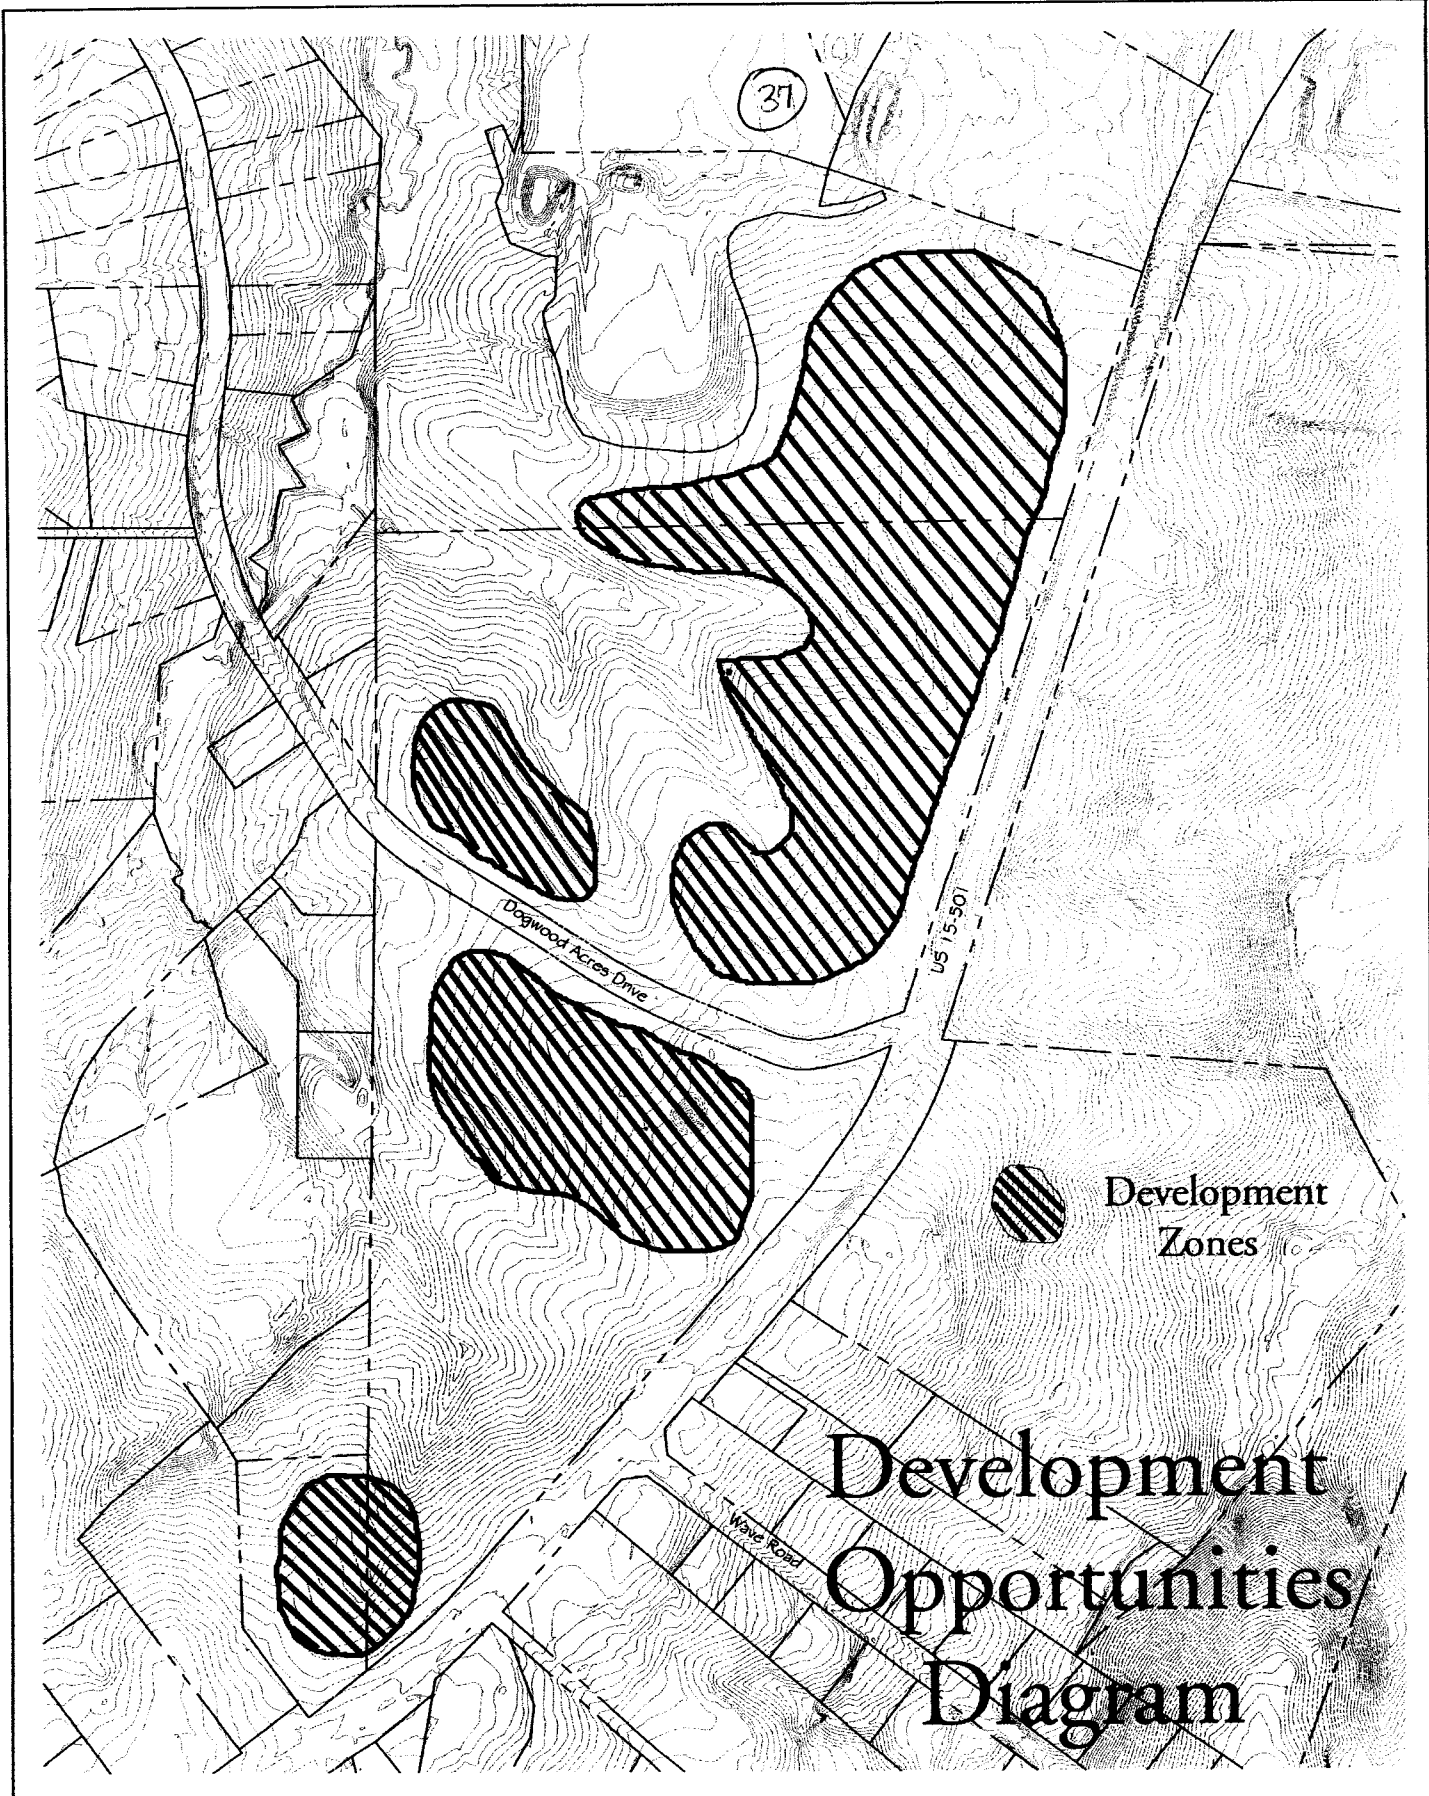 37
Dogwood Acres Drive
US 15-501
Development
Zones
Wave Road
Development
Opportunities
Diagram